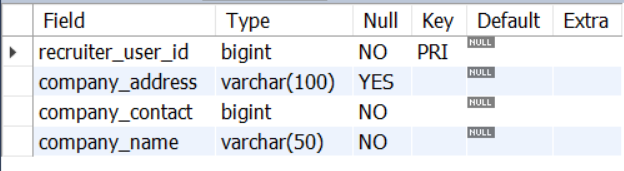 Field Type Null Key Default Extra
recruiter_user_id bigint NO PRI NULL
company_address varchar(100) YES NULL
company_contact bigint NO NULL
company_name varchar(50) NO NULL